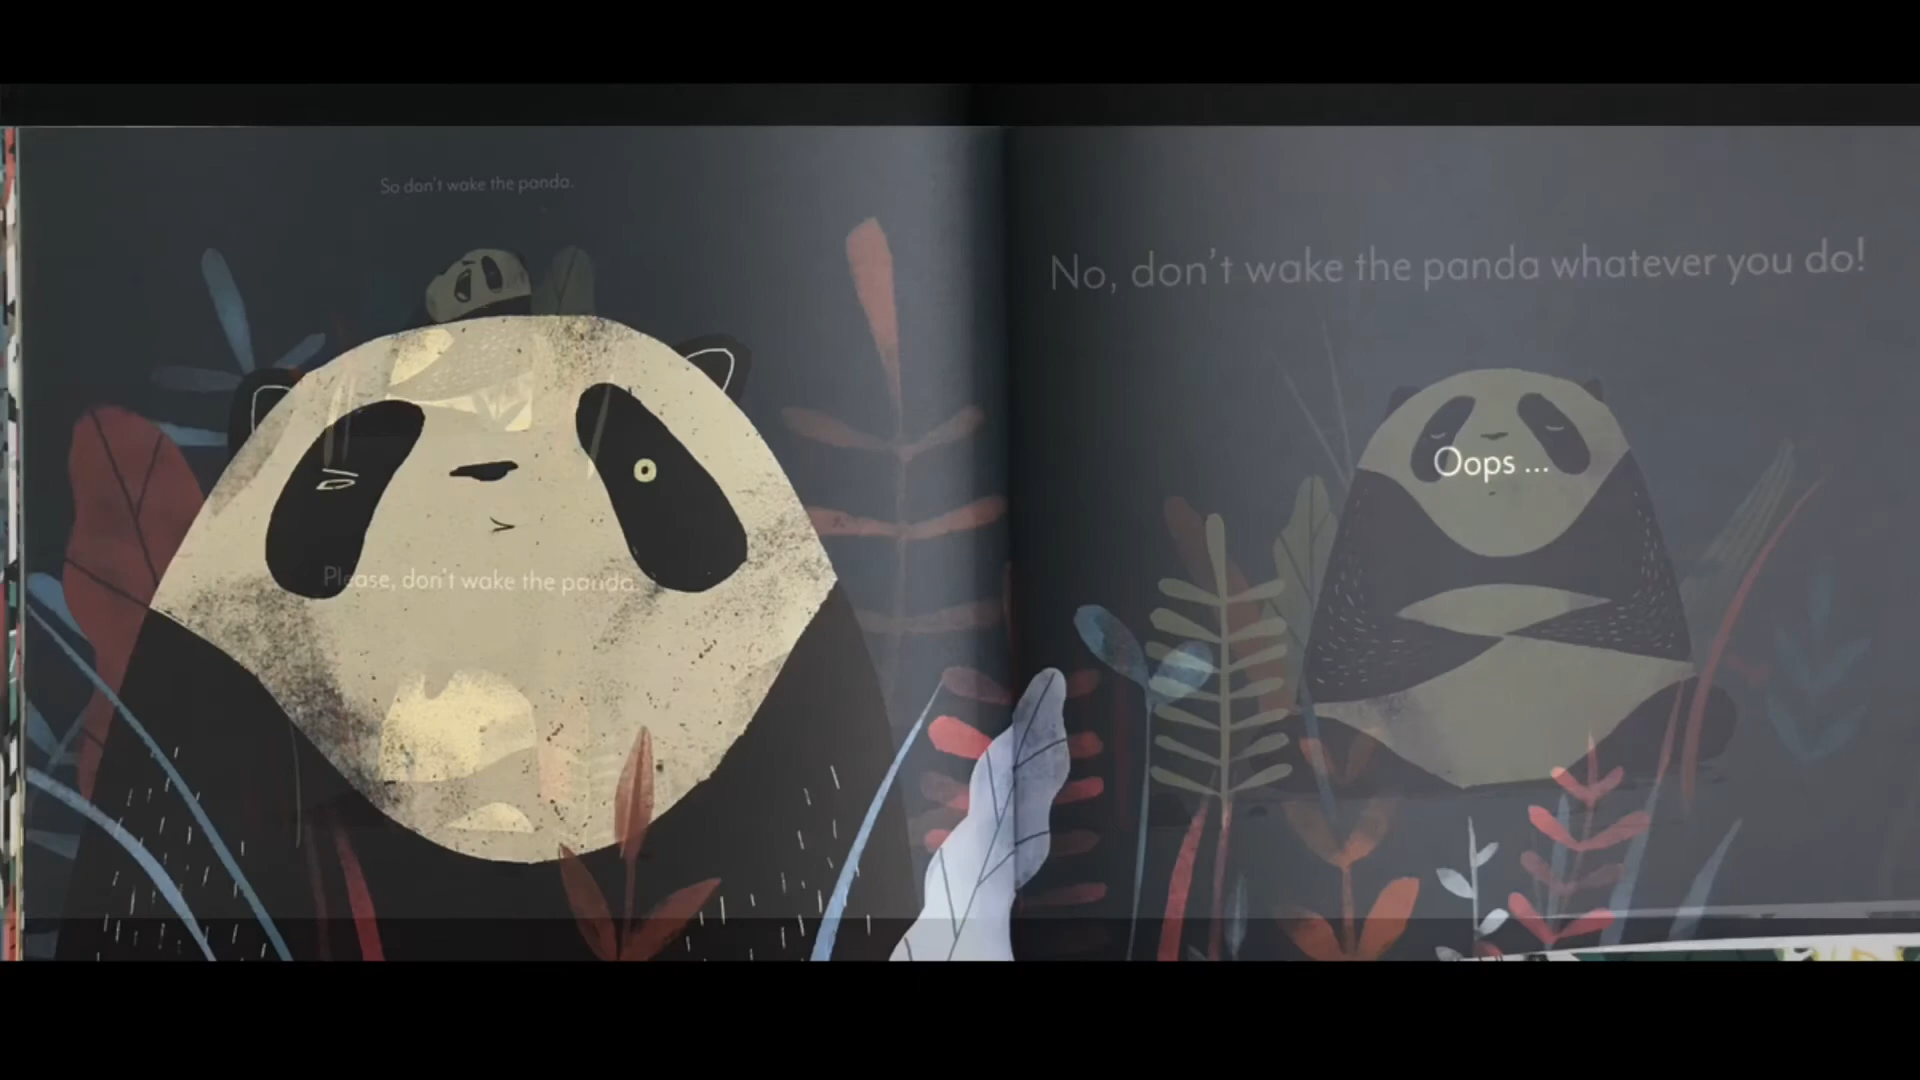 So don't wake the panda.
Please, don't wake the panda.
No, don't wake the panda whatever you do!
Oops ...